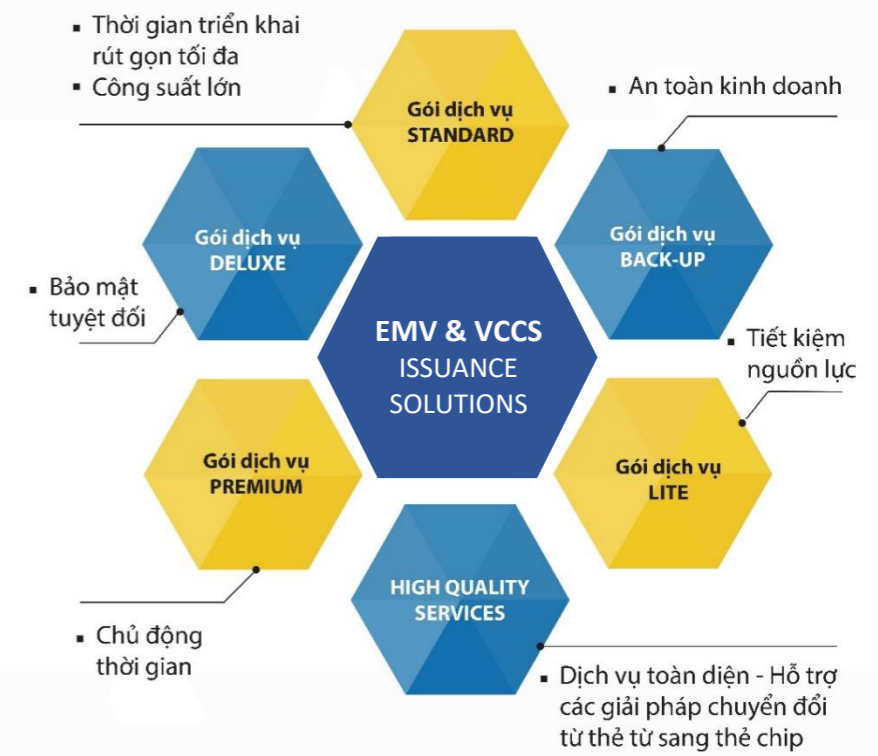 ▪ Thời gian triển khai
rút gọn tối đa
▪ Công suất lớn
Gói dịch vụ
STANDARD
▪ An toàn kinh doanh
Gói dịch vụ
DELUXE
Gói dịch vụ
BACK-UP
▪ Bảo mật
tuyệt đối
EMV & VCCS
ISSUANCE
SOLUTIONS
▪ Tiết kiệm
nguồn lực
Gói dịch vụ
PREMIUM
Gói dịch vụ
LITE
HIGH QUALITY
SERVICES
▪ Chủ động
thời gian
▪ Dịch vụ toàn diện - Hỗ trợ
các giải pháp chuyển đổi
từ thẻ từ sang thẻ chip